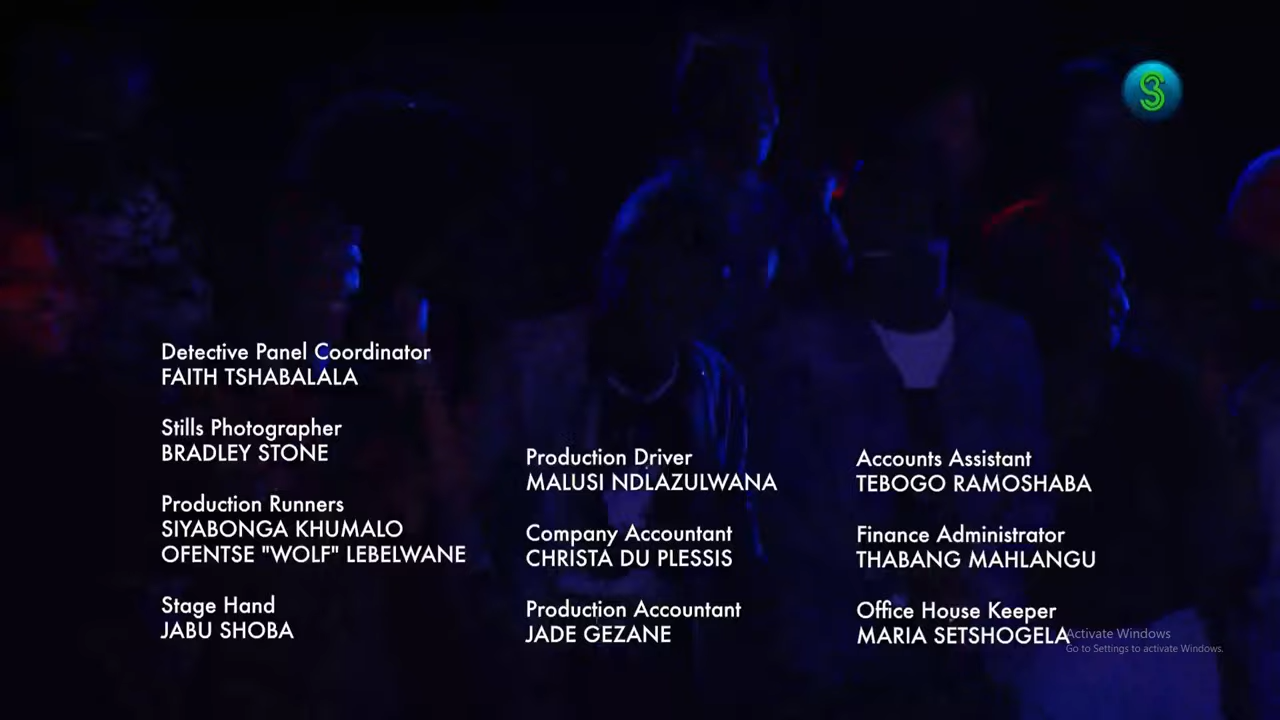 Detective Panel Coordinator
FAITH TSHABALALA
Stills Photographer
BRADLEY STONE
Production Runners
SIYABONGA KHUMALO
OFENTSE "WOLF" LEBELWANE
Stage Hand
JABU SHOBA
Production Driver
MALUSI NDLAZULWANA
Company Accountant
CHRISTA DU PLESSIS
Production Accountant
JADE GEZANE
Accounts Assistant
TEBOGO RAMOSHABA
Finance Administrator
THABANG MAHLANGU
Office House Keeper
MARIA SETSHOGELA
S3
Activate Windows
Go to Settings to activate Windows.